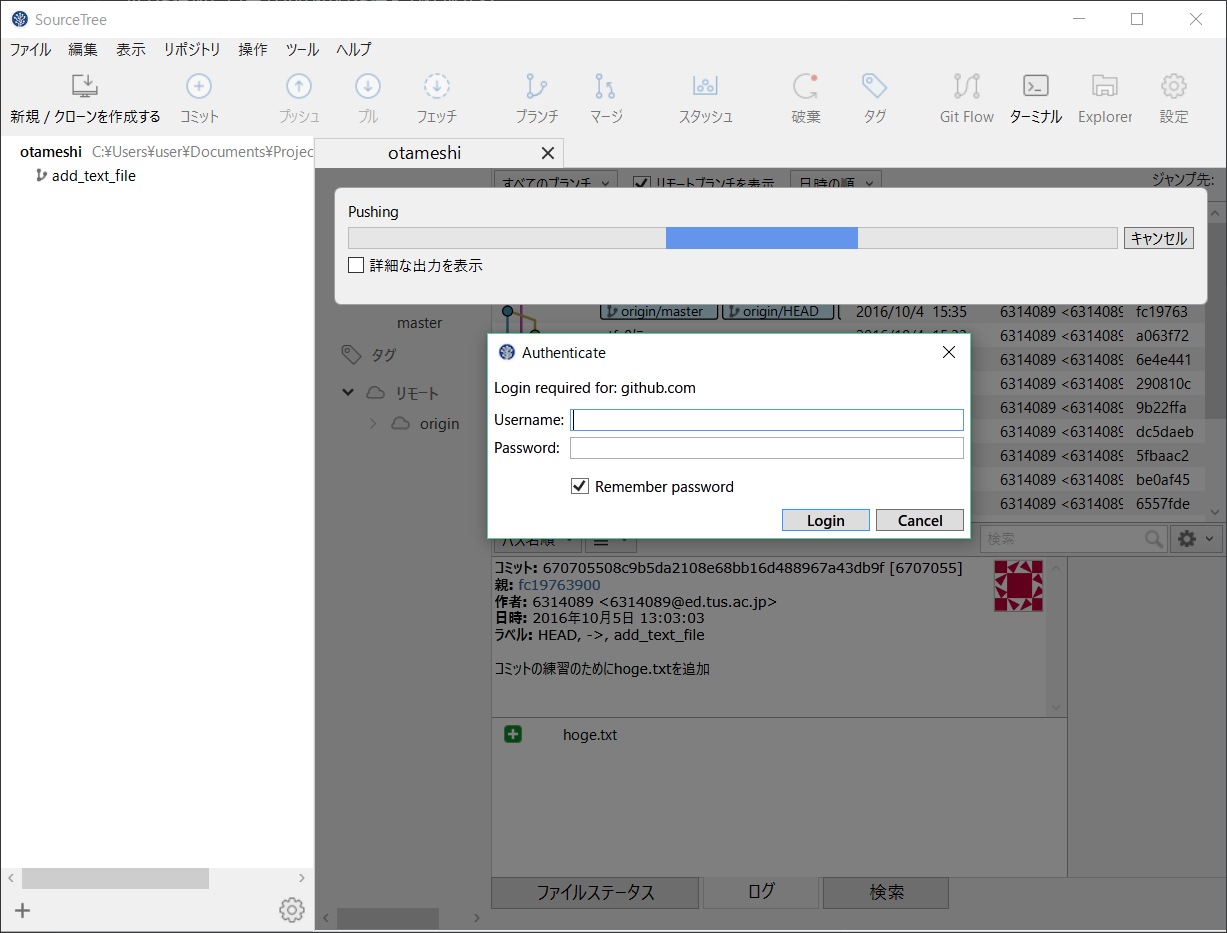 SourceTree
ファイル 編集 表示 リポジトリ 操作 ツール ヘルプ
新規 / クローンを作成する コミット プッシュ プル フェッチ ブランチ マージ スタッシュ 破棄 タグ Git Flow ターミナル Explorer 設定
otameshi C:¥Users¥user¥Documents¥Projec
add_text_file
otameshi
すべてのブランチ リモートブランチを表示 日時の順 ジャンプ先:
Pushing
キャンセル
詳細な出力を表示
origin/master origin/HEAD 2016/10/4 15:35 6314089 <6314089 fc19763
master
6314089 <6314089 a063f72
タグ
6314089 <6314089 6e4e441
6314089 <6314089 290810c
リモート
6314089 <6314089 9b22ffa
origin
6314089 <6314089 dc5daeb
6314089 <6314089 5fbaac2
6314089 <6314089 be0af45
6314089 <6314089 6557fde
Authenticate
Login required for: github.com
Username:
Password:
Remember password
Login Cancel
パス名順
検索
コミット: 670705508c9b5da2108e68bb16d488967a43db9f [6707055]
親: fc19763900
作者: 6314089 <6314089@ed.tus.ac.jp>
日時: 2016年10月5日 13:03:03
ラベル: HEAD, ->, add_text_file
コミットの練習のためにhoge.txtを追加
hoge.txt
ファイルステータス ログ 検索